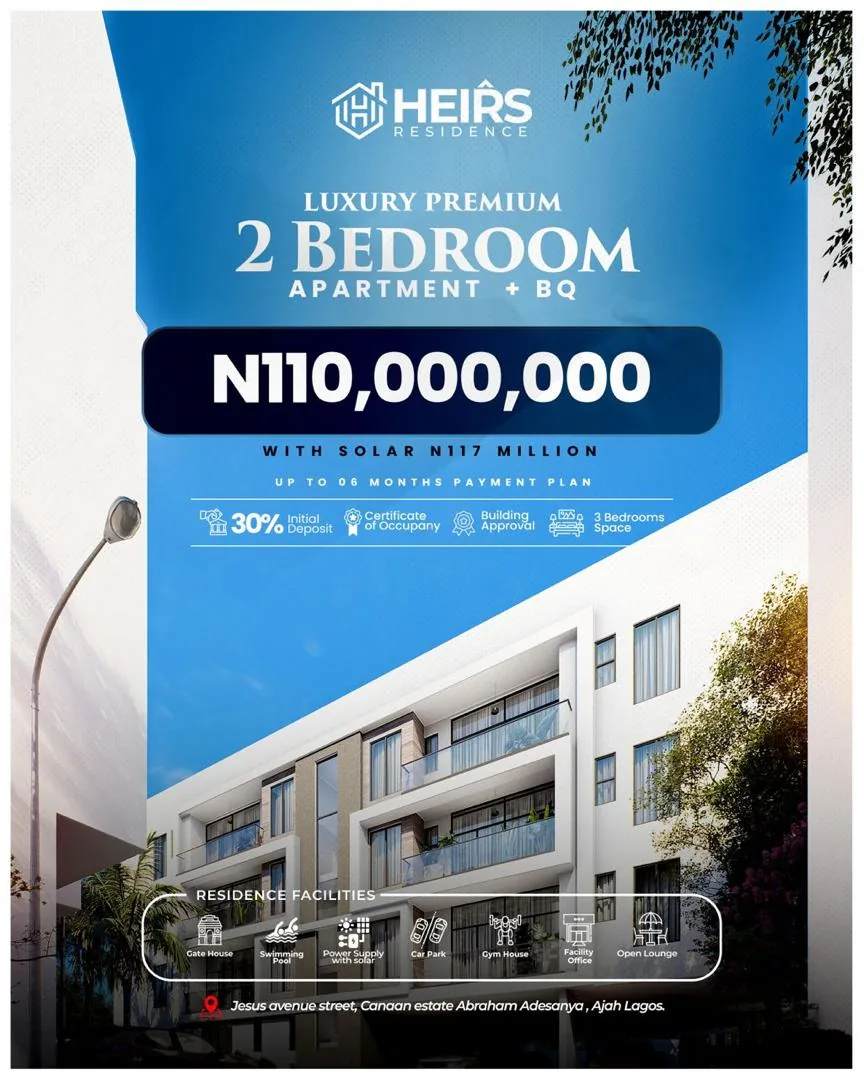 HEIRS
RESIDENCE
LUXURY PREMIUM
2 BEDROOM
APARTMENT + BQ
N110,000,000
WITH SOLAR N117 MILLION
UP TO 06 MONTHS PAYMENT PLAN
30% Initial Deposit
Certificate of Occupany
Building Approval
3 Bedrooms Space
RESIDENCE FACILITIES
Gate House
Swimming Pool
Power Supply with solar
Car Park
Gym House
Facility Office
Open Lounge
Jesus avenue street, Canaan estate Abraham Adesanya , Ajah Lagos.